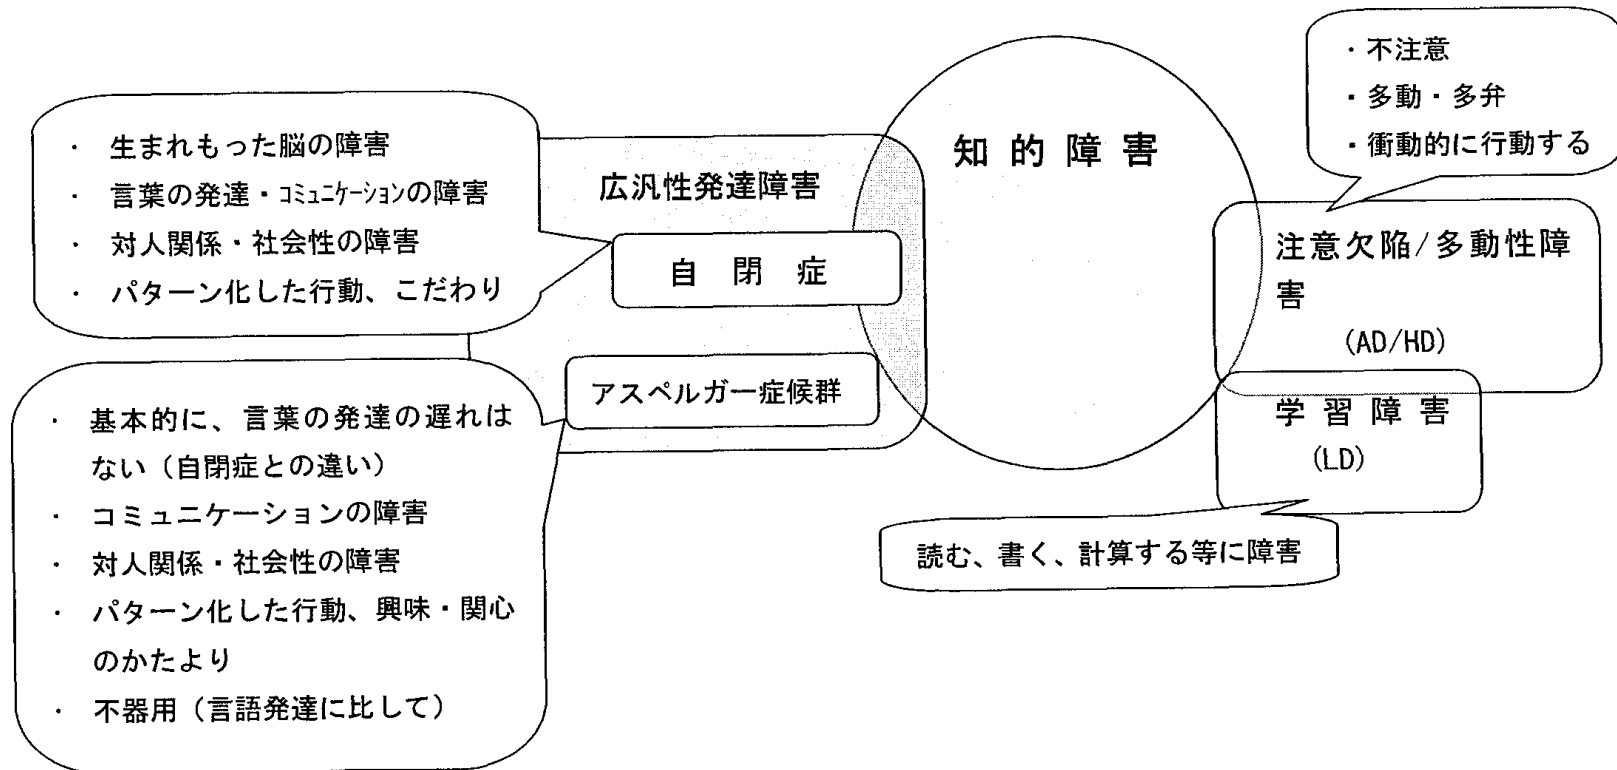 ・ 生まれもった脳の障害
・ 言葉の発達・コミュニケーションの障害
・ 対人関係・社会性の障害
・ パターン化した行動、こだわり
広汎性発達障害
自 閉 症
アスペルガー症候群
知 的 障 害
・不注意
・多動・多弁
・衝動的に行動する
注意欠陥/多動性障
害
(AD/HD)
学 習 障 害
(LD)
読む、書く、計算する等に障害
・ 基本的に、言葉の発達の遅れは
ない（自閉症との違い）
・ コミュニケーションの障害
・ 対人関係・社会性の障害
・ パターン化した行動、興味・関心
のかたより
・ 不器用（言語発達に比して）